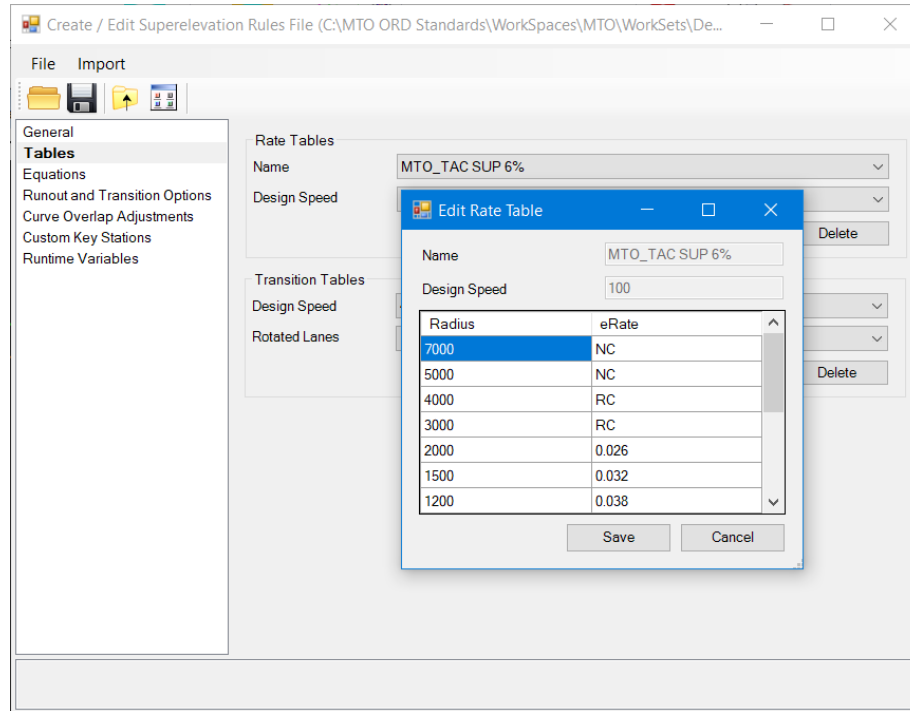 Create / Edit Superelevation Rules File (C:\MTO ORD Standards\WorkSpaces\MTO\WorkSets\De...
File Import
General
Tables
Equations
Runout and Transition Options
Curve Overlap Adjustments
Custom Key Stations
Runtime Variables
Rate Tables
Name MTO_TAC SUP 6%
Design Speed
Delete
Transition Tables
Design Speed
Rotated Lanes
Delete
Edit Rate Table
Name MTO_TAC SUP 6%
Design Speed 100
Radius eRate
7000 NC
5000 NC
4000 RC
3000 RC
2000 0.026
1500 0.032
1200 0.038
Save Cancel